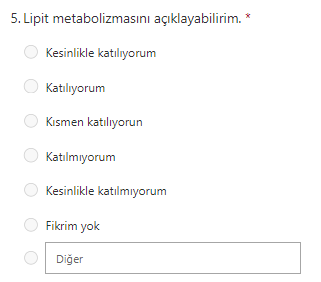 5. Lipit metabolizmasını açıklayabilirim. *
Kesinlikle katılıyorum
Katılıyorum
Kısmen katılıyorun
Katılmıyorum
Kesinlikle katılmıyorum
Fikrim yok
Diğer